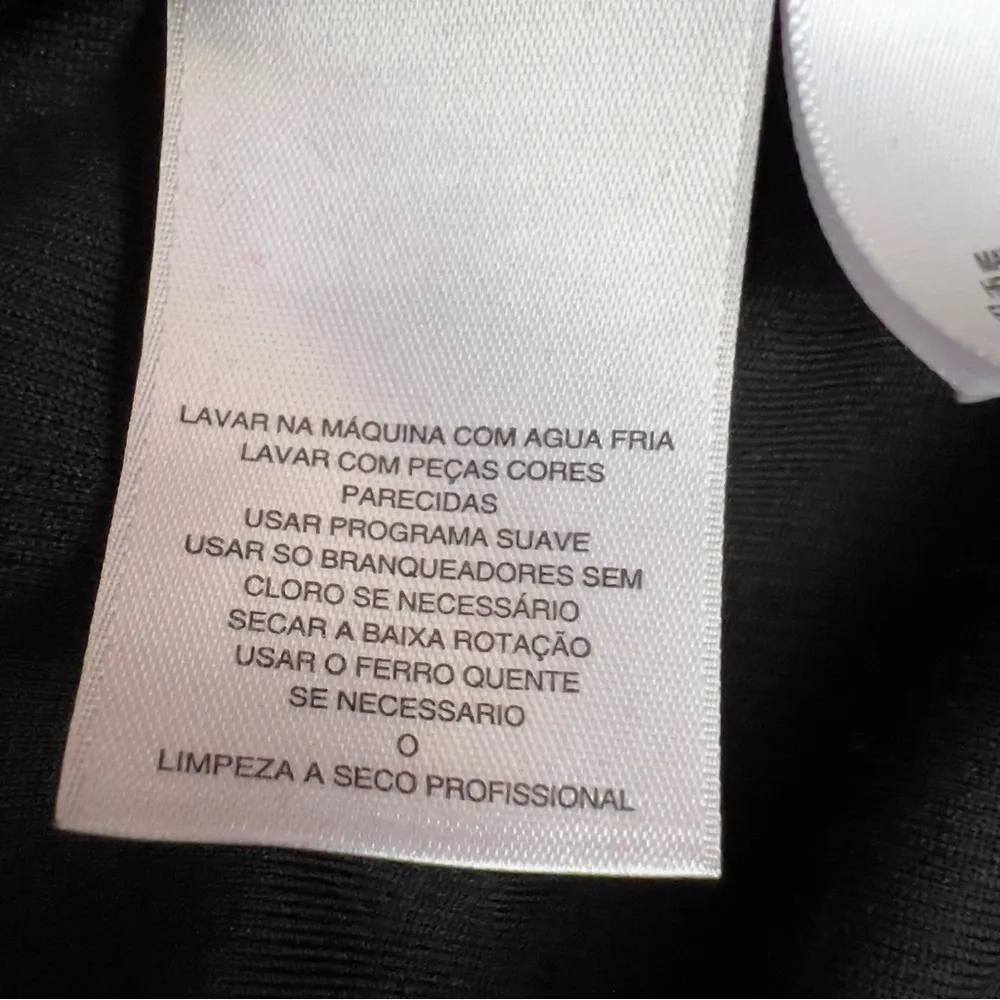 LAVAR NA MÁQUINA COM AGUA FRIA
LAVAR COM PEÇAS CORES
PARECIDAS
USAR PROGRAMA SUAVE
USAR SO BRANQUEADORES SEM
CLORO SE NECESSÁRIO
SECAR A BAIXA ROTAÇÃO
USAR O FERRO QUENTE
SE NECESSARIO
O
LIMPEZA A SECO PROFISSIONAL